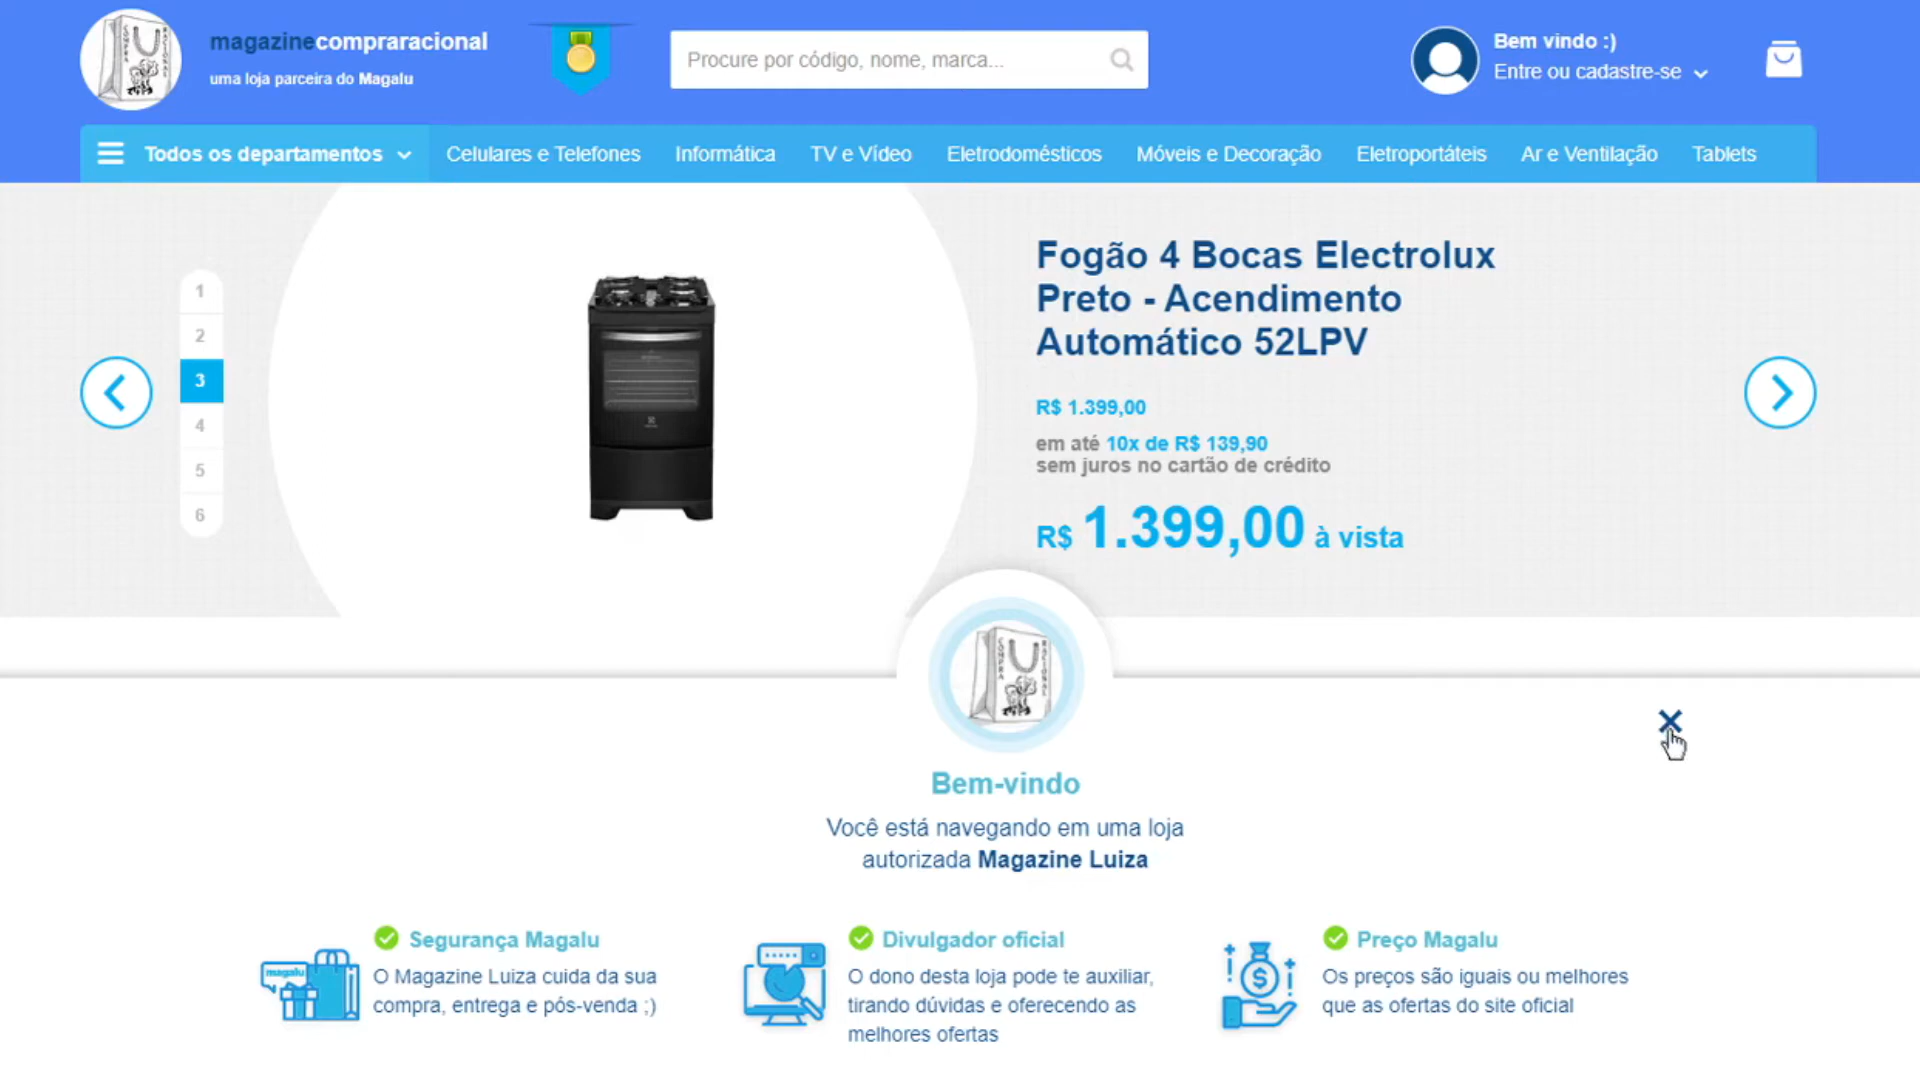 magazinecompraracional
uma loja parceira do Magalu
Procure por código, nome, marca...
Bem vindo :)
Entre ou cadastre-se
Todos os departamentos
Celulares e Telefones
Informática
TV e Vídeo
Eletrodomésticos
Móveis e Decoração
Eletroportáteis
Ar e Ventilação
Tablets
1
2
3
4
5
6
Fogão 4 Bocas Electrolux
Preto - Acendimento
Automático 52LPV
R$ 1.399,00
em até 10x de R$ 139,90
sem juros no cartão de crédito
R$ 1.399,00 à vista
COMPRA
RACIONAL
Bem-vindo
Você está navegando em uma loja
autorizada Magazine Luiza
magalu
Segurança Magalu
O Magazine Luiza cuida da sua
compra, entrega e pós-venda ;)
Divulgador oficial
O dono desta loja pode te auxiliar,
tirando dúvidas e oferecendo as
melhores ofertas
Preço Magalu
Os preços são iguais ou melhores
que as ofertas do site oficial